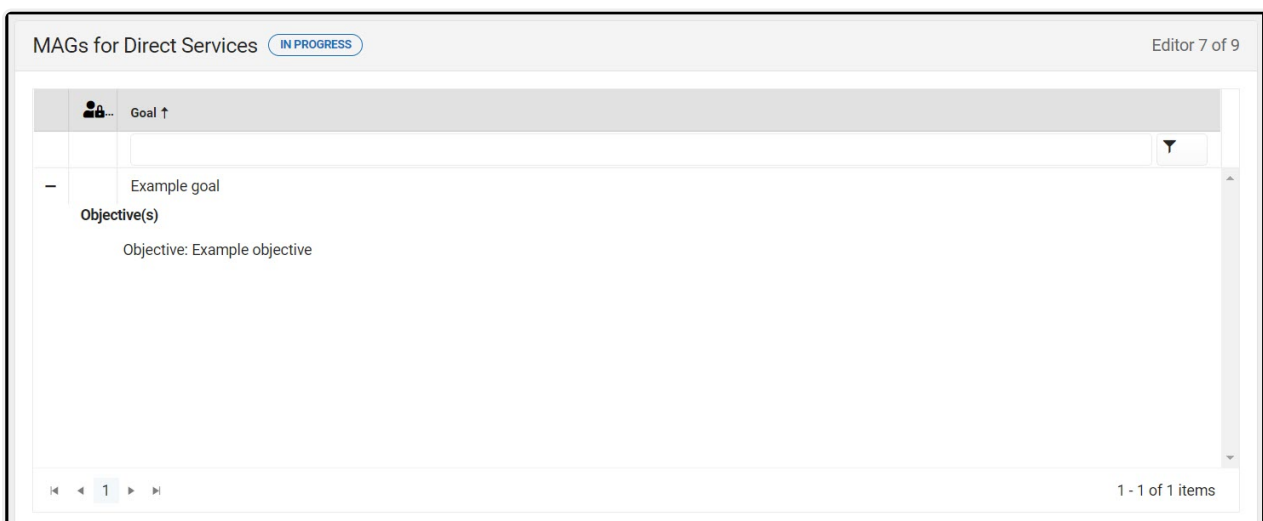 MAGs for Direct Services IN PROGRESS Editor 7 of 9
... Goal ↑
Example goal
Objective(s)
Objective: Example objective
1 1 - 1 of 1 items